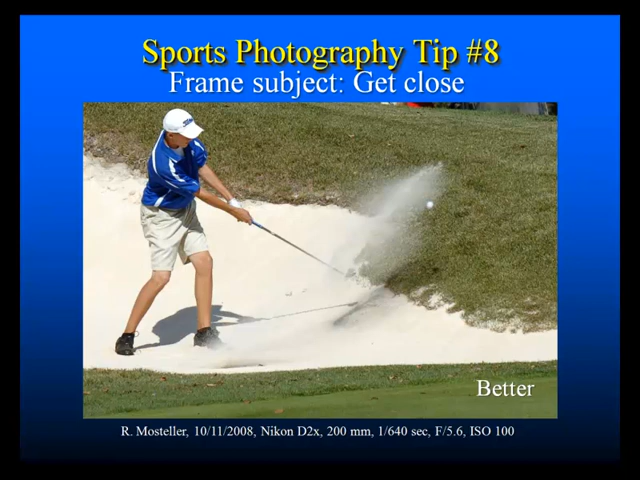 Sports Photography Tip #8
Frame subject: Get close
Better
R. Mosteller, 10/11/2008, Nikon D2x, 200 mm, 1/640 sec, F/5.6, ISO 100